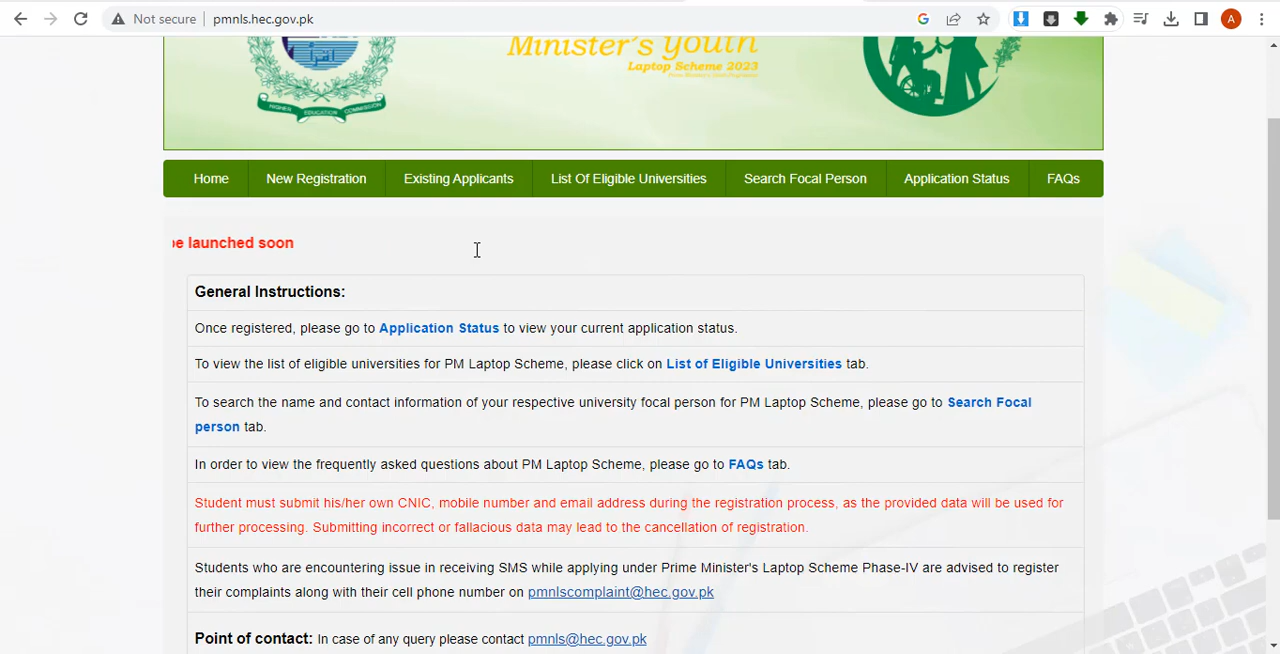 Not secure pmnls.hec.gov.pk A
Minister's youth
Laptop Scheme 2023
Prime Minister's Youth Programme
HIGHER EDUCATION COMMISSION
Home New Registration Existing Applicants List Of Eligible Universities Search Focal Person Application Status FAQs
be launched soon
General Instructions:
Once registered, please go to Application Status to view your current application status.
To view the list of eligible universities for PM Laptop Scheme, please click on List of Eligible Universities tab.
To search the name and contact information of your respective university focal person for PM Laptop Scheme, please go to Search Focal
person tab.
In order to view the frequently asked questions about PM Laptop Scheme, please go to FAQs tab.
Student must submit his/her own CNIC, mobile number and email address during the registration process, as the provided data will be used for
further processing. Submitting incorrect or fallacious data may lead to the cancellation of registration.
Students who are encountering issue in receiving SMS while applying under Prime Minister's Laptop Scheme Phase-IV are advised to register
their complaints along with their cell phone number on pmnlscomplaint@hec.gov.pk
Point of contact: In case of any query please contact pmnls@hec.gov.pk